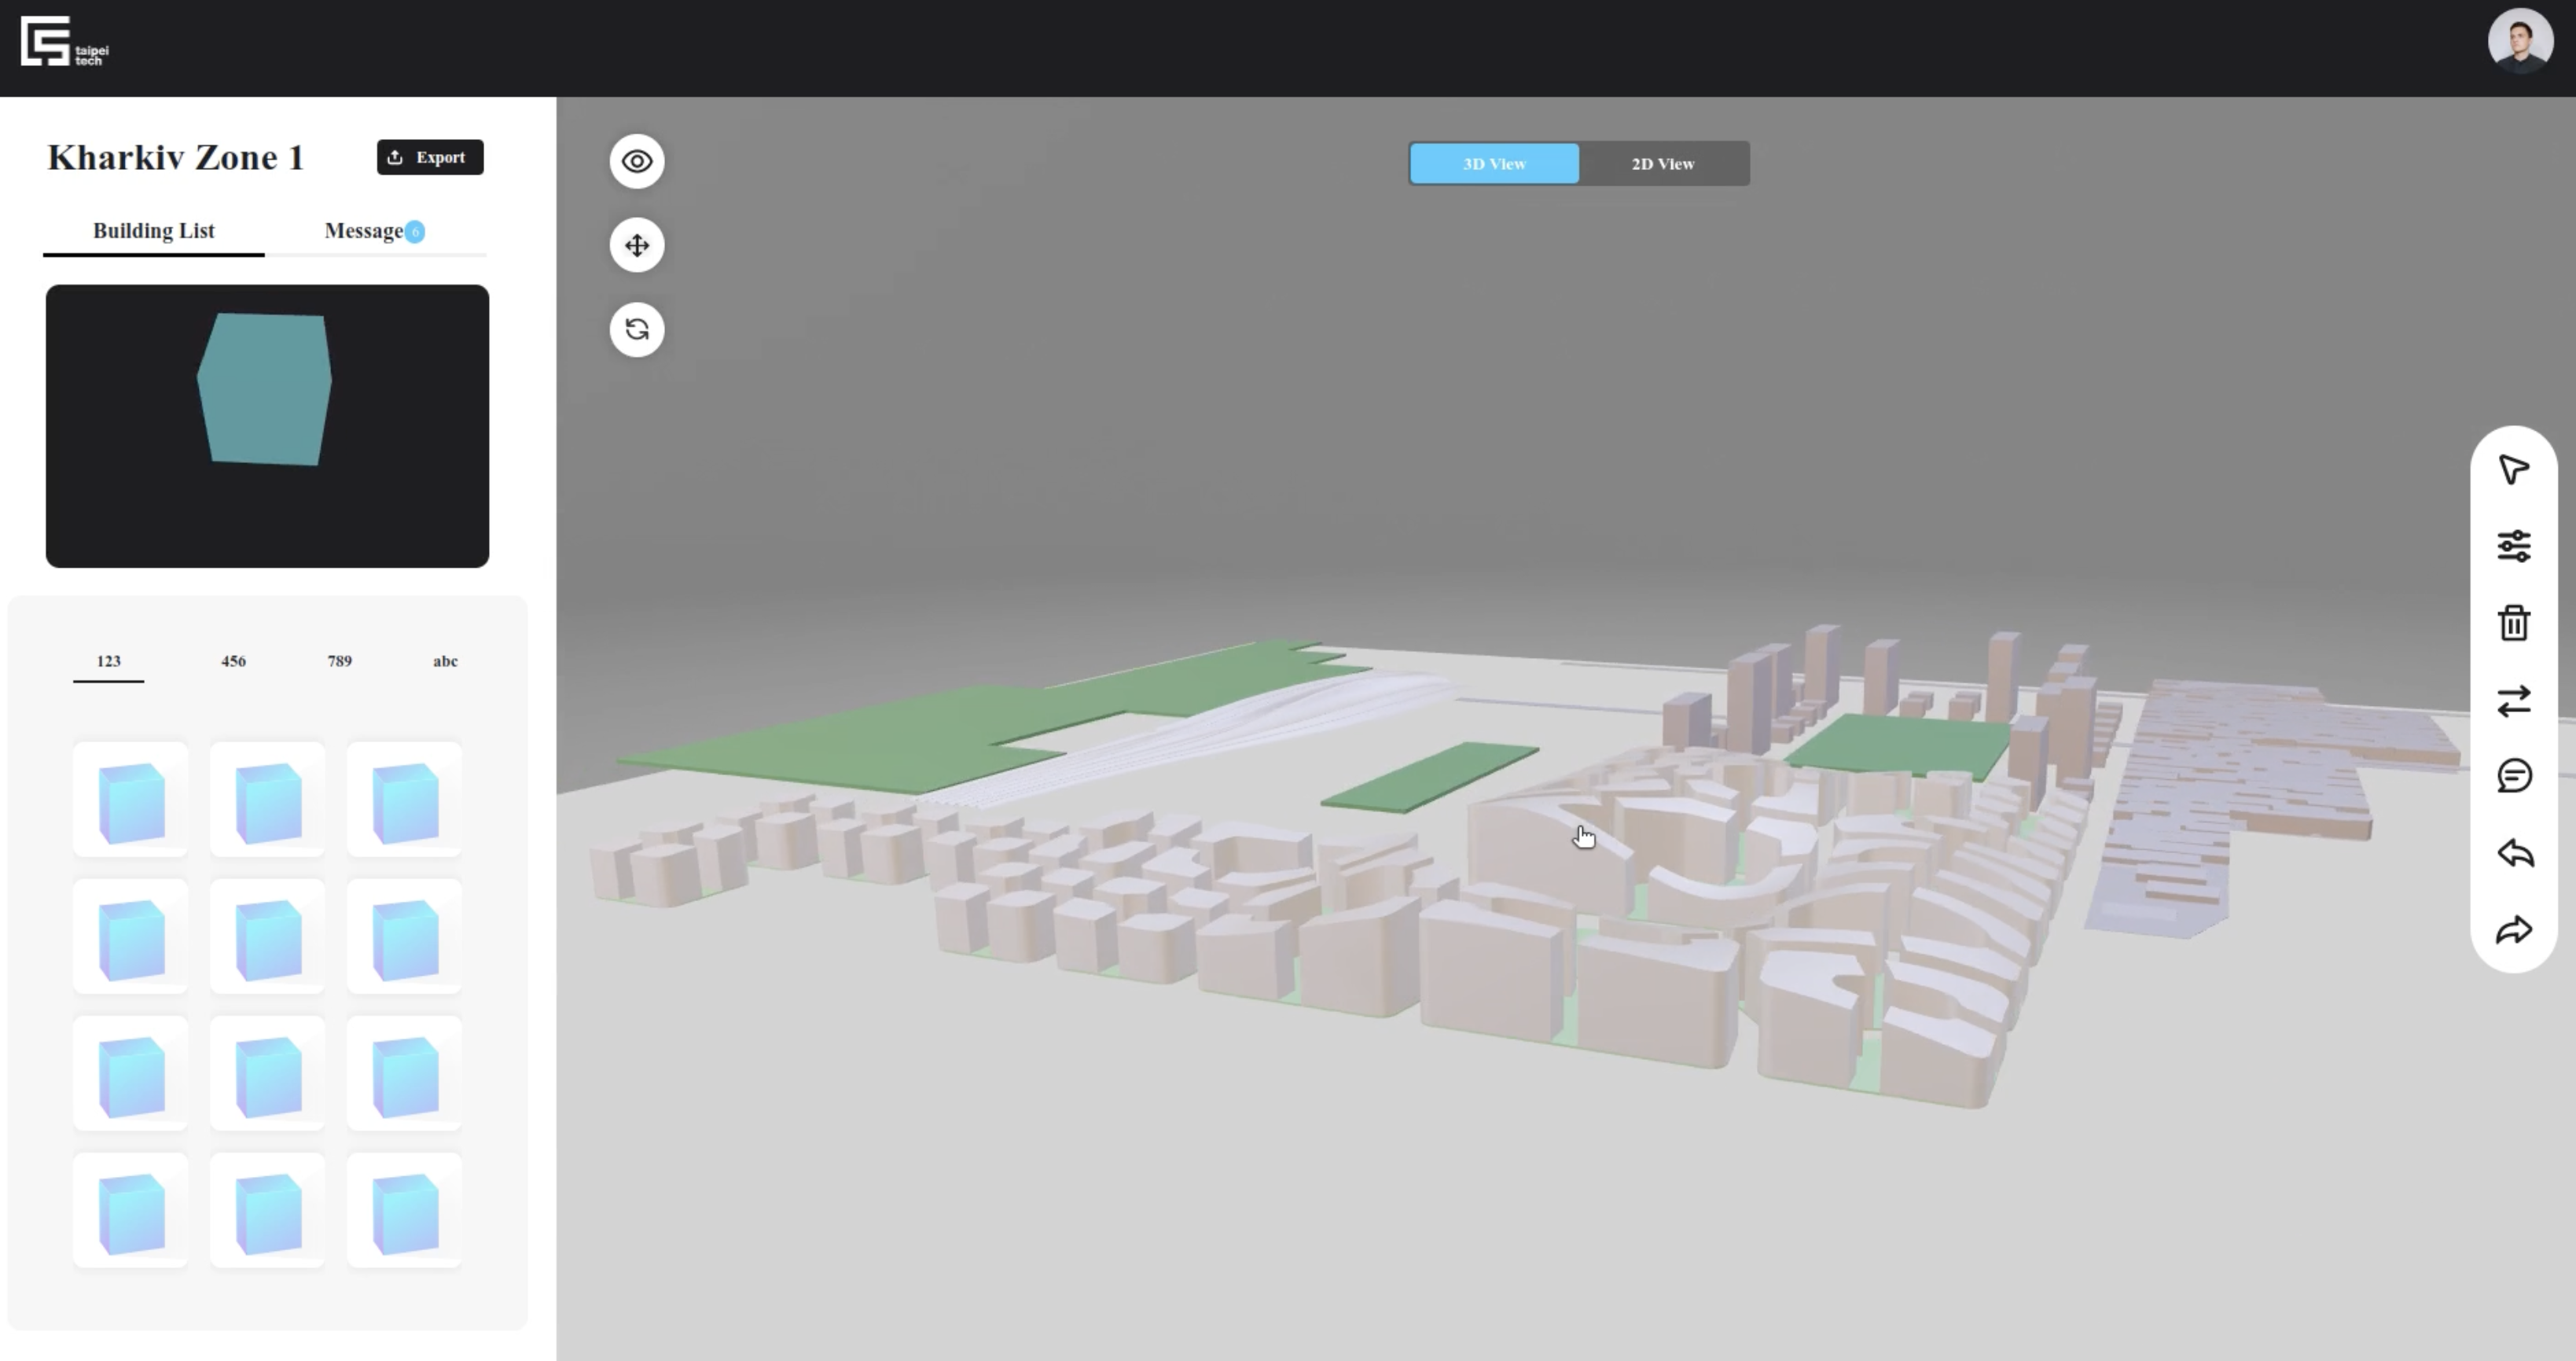 taipei
tech
Kharkiv Zone 1
Export
Building List
Message 6
3D View
2D View
123
456
789
abc